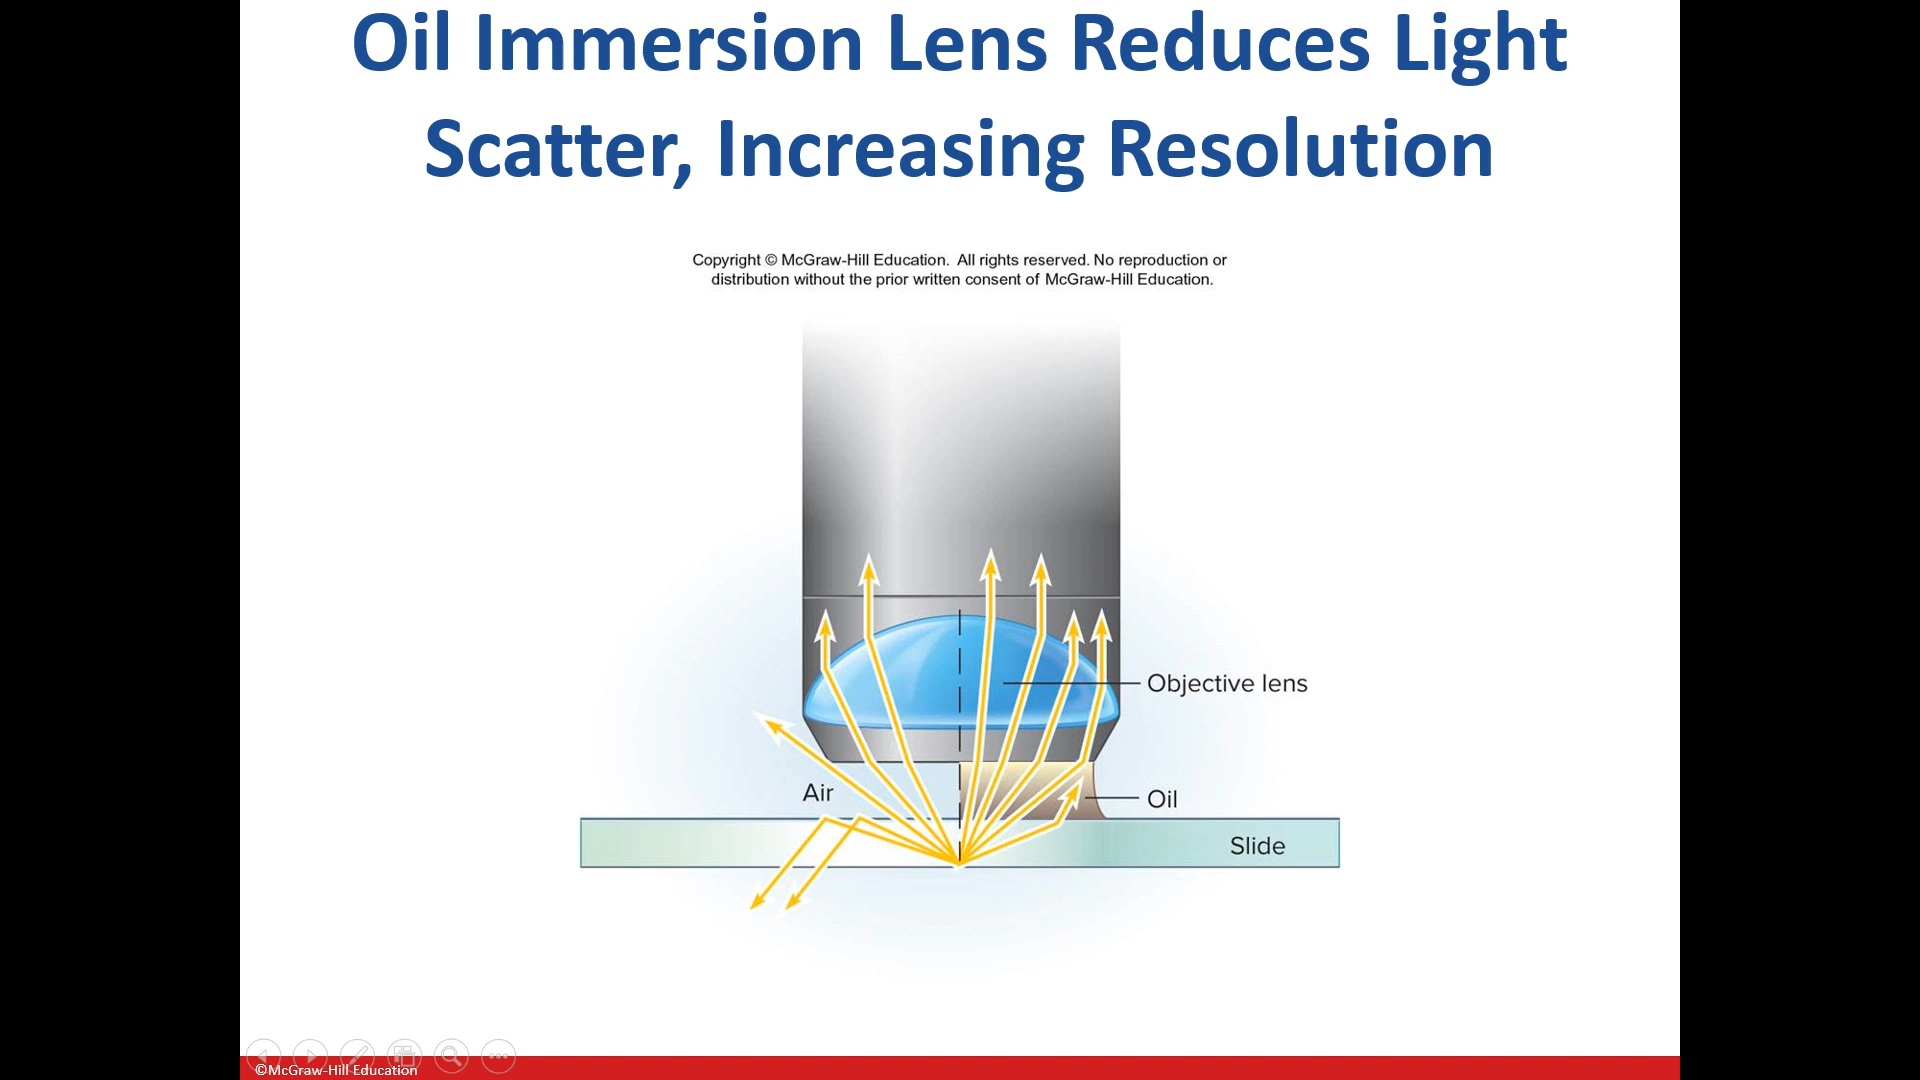 Oil Immersion Lens Reduces Light
Scatter, Increasing Resolution
Copyright © McGraw-Hill Education. All rights reserved. No reproduction or
distribution without the prior written consent of McGraw-Hill Education.
Objective lens
Air
Oil
Slide
©McGraw-Hill Education